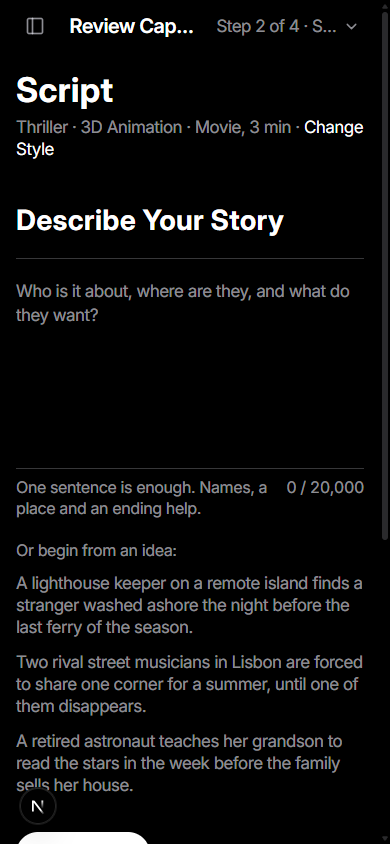 Review Cap...
Step 2 of 4 · S...
Script
Thriller · 3D Animation · Movie, 3 min · Change
Style
Describe Your Story
Who is it about, where are they, and what do
they want?
One sentence is enough. Names, a
place and an ending help.
0 / 20,000
Or begin from an idea:
A lighthouse keeper on a remote island finds a
stranger washed ashore the night before the
last ferry of the season.
Two rival street musicians in Lisbon are forced
to share one corner for a summer, until one of
them disappears.
A retired astronaut teaches her grandson to
read the stars in the week before the family
sells her house.
N